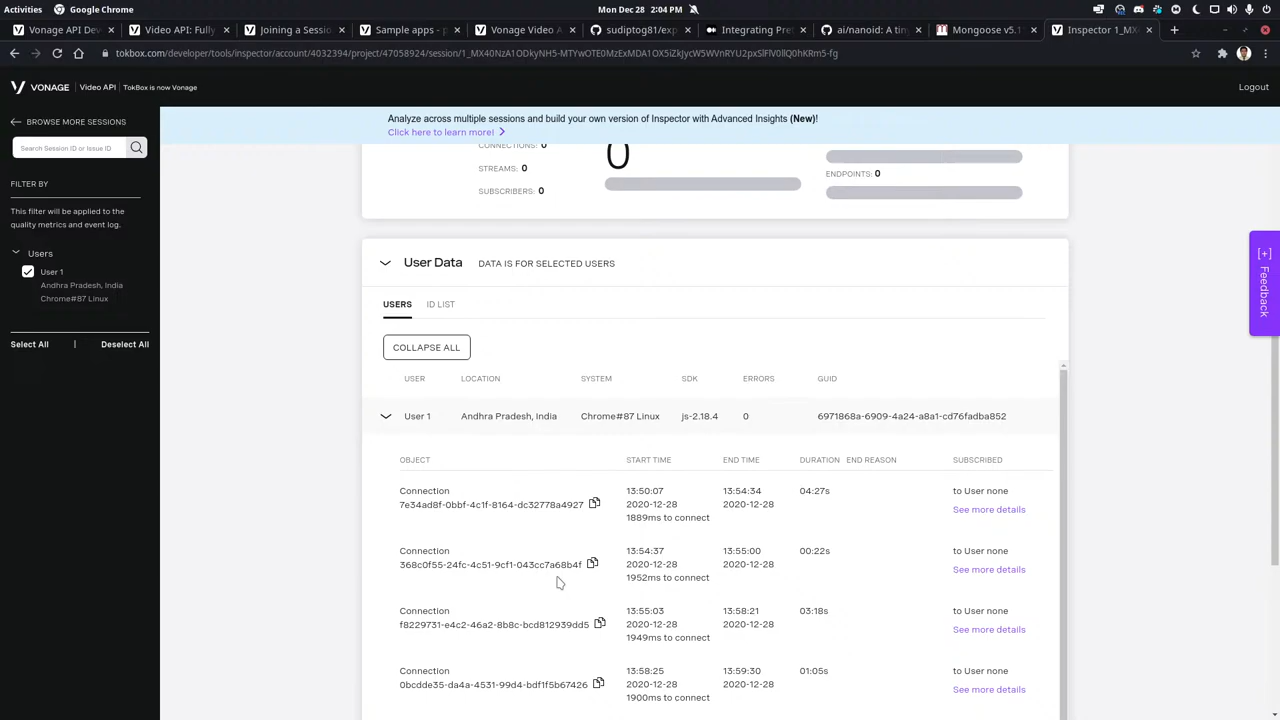 Activities
Google Chrome
Mon Dec 28 2:04 PM
Vonage API Dev
Video API: Fully
Joining a Sessio
Sample apps - p
Vonage Video A
sudiptog81/exp
Integrating Pret
ai/nanoid: A tin
Mongoose v5.1
Inspector 1_MX
BROWSE MORE SESSIONS
VONAGE
Video API
TokBox is now Vonage
Logout
Analyze across multiple sessions and build your own version of Inspector with Advanced Insights (New)!
Click here to learn more!
Search Session ID or Issue ID
FILTER BY
This filter will be applied to the
quality metrics and event log.
Users
User 1
Andhra Pradesh, India
Chrome#87 Linux
Select All | Deselect All
CONNECTIONS: 0
STREAMS: 0
SUBSCRIBERS: 0
0
ENDPOINTS: 0
User Data
DATA IS FOR SELECTED USERS
USERS
ID LIST
COLLAPSE ALL
USER LOCATION SYSTEM SDK ERRORS GUID
User 1 Andhra Pradesh, India Chrome#87 Linux js-2.18.4 0 6971868a-6909-4a24-a8a1-cd76fadba852
OBJECT START TIME END TIME DURATION END REASON SUBSCRIBED
Connection 13:50:07 13:54:34 04:27s to User none
7e34ad8f-0bbf-4c1f-8164-dc32778a4927 2020-12-28 2020-12-28 See more details
1889ms to connect
Connection 13:54:37 13:55:00 00:22s to User none
368c0f55-24fc-4c51-9cf1-043cc7a68b4f 2020-12-28 2020-12-28 See more details
1952ms to connect
Connection 13:55:03 13:58:21 03:18s to User none
f8229731-e4c2-46a2-8b8c-bcd812939dd5 2020-12-28 2020-12-28 See more details
1949ms to connect
Connection 13:58:25 13:59:30 01:05s to User none
0bcdde35-da4a-4531-99d4-bdf1f5b67426 2020-12-28 2020-12-28 See more details
1900ms to connect
[+] Feedback